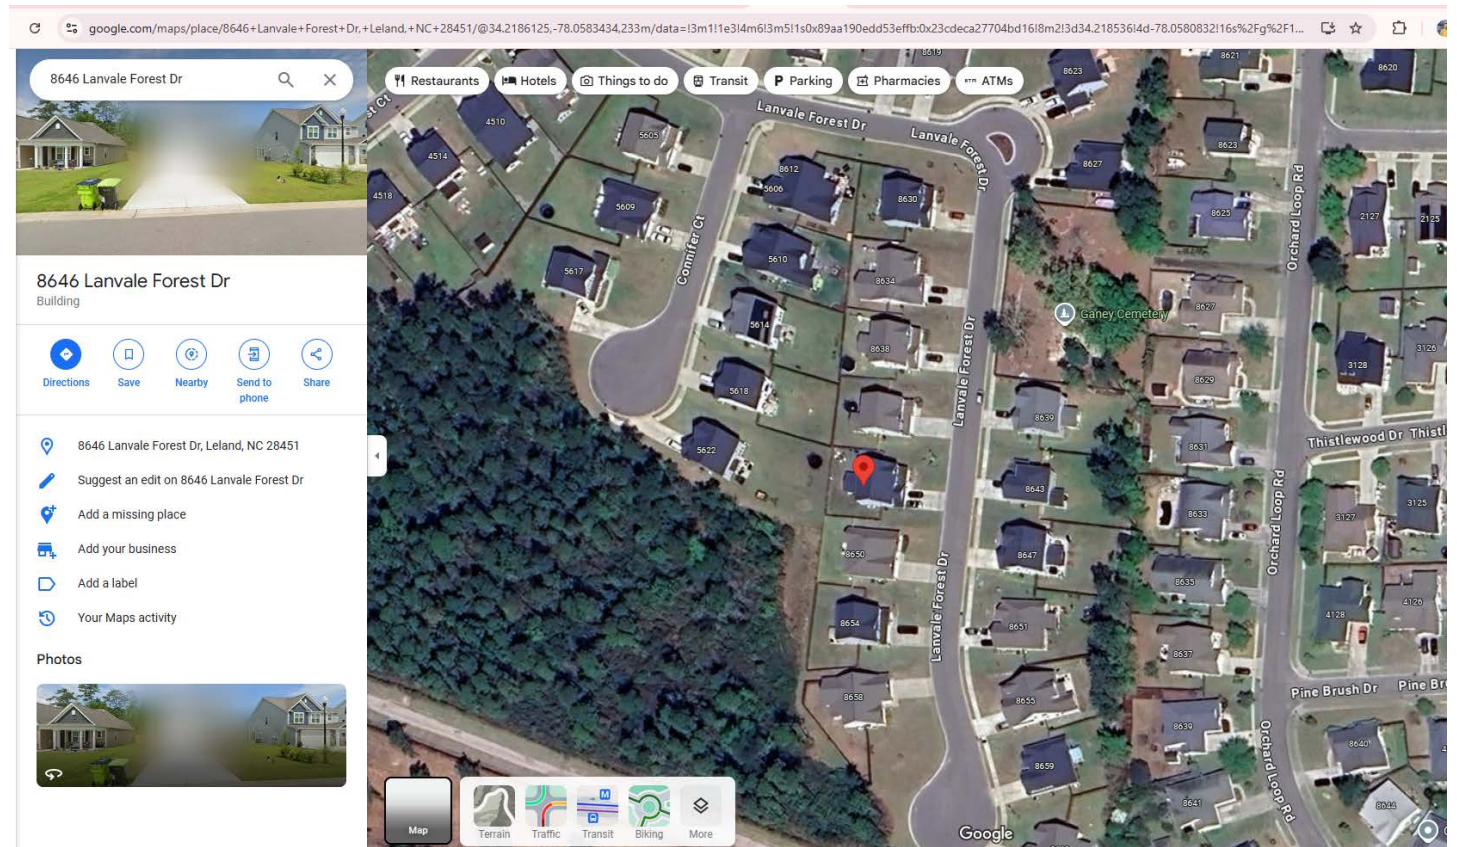 google.com/maps/place/8646+Lanvale+Forest+Dr,+Leland,+NC+28451/@34.2186125,-78.0583434,233m/data=!3m1!1e3!4m6!3m5!1s0x89aa190edd53effb:0x23cdeca27704bd16!8m2!3d34.218536!4d-78.0580832!16s%2Fg%2F1...
8646 Lanvale Forest Dr
Restaurants
Hotels
Things to do
Transit
Parking
Pharmacies
ATMs
8646 Lanvale Forest Dr
Building
Directions
Save
Nearby
Send to
phone
Share
8646 Lanvale Forest Dr, Leland, NC 28451
Suggest an edit on 8646 Lanvale Forest Dr
Add a missing place
Add your business
Add a label
Your Maps activity
Photos
8619
8621
8620
8623
4510
Lanvale Forest Dr
Lanvale Forest Dr
5605
8623
4514
8612
8627
5606
4518
8630
5609
8625
2127
2125
Orchard Loop Rd
Connifer Ct
5610
5617
8634
8627
Ganey Cemetery
5614
8638
Lanvale Forest Dr
3126
3128
8629
5618
8639
Thistlewood Dr
Thistl
5622
8631
8643
3125
8633
3127
Orchard Loop Rd
8650
8647
Lanvale Forest Dr
8635
4126
4128
8654
8651
8637
Pine Brush Dr
Pine Br
8658
8655
8639
Orchard Loop Rd
8640
8659
8641
8644
Map
Terrain
Traffic
M
Transit
Biking
More
Google